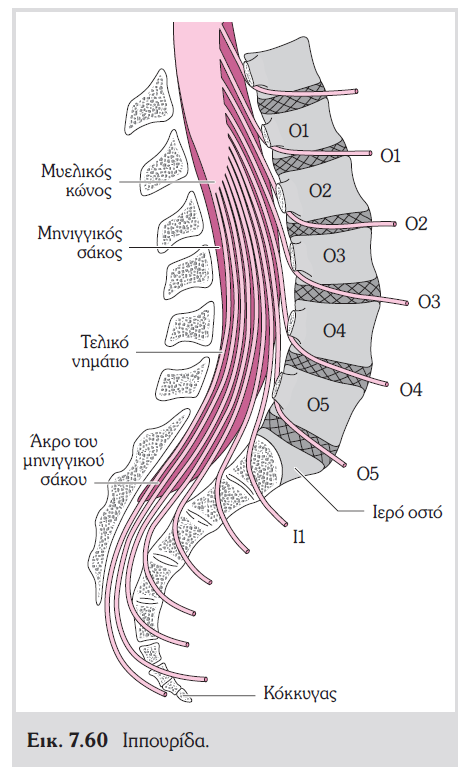 Μυελικός
κώνος
Μηνιγγικός
σάκος
Τελικό
νημάτιο
Άκρο του
μηνιγγικού
σάκου
Ο1
Ο2
Ο3
Ο4
Ο5
Ο1
Ο2
Ο3
Ο4
Ο5
Ιερό οστό
Ι1
Κόκκυγας
Εικ. 7.60 Ιππουρίδα.